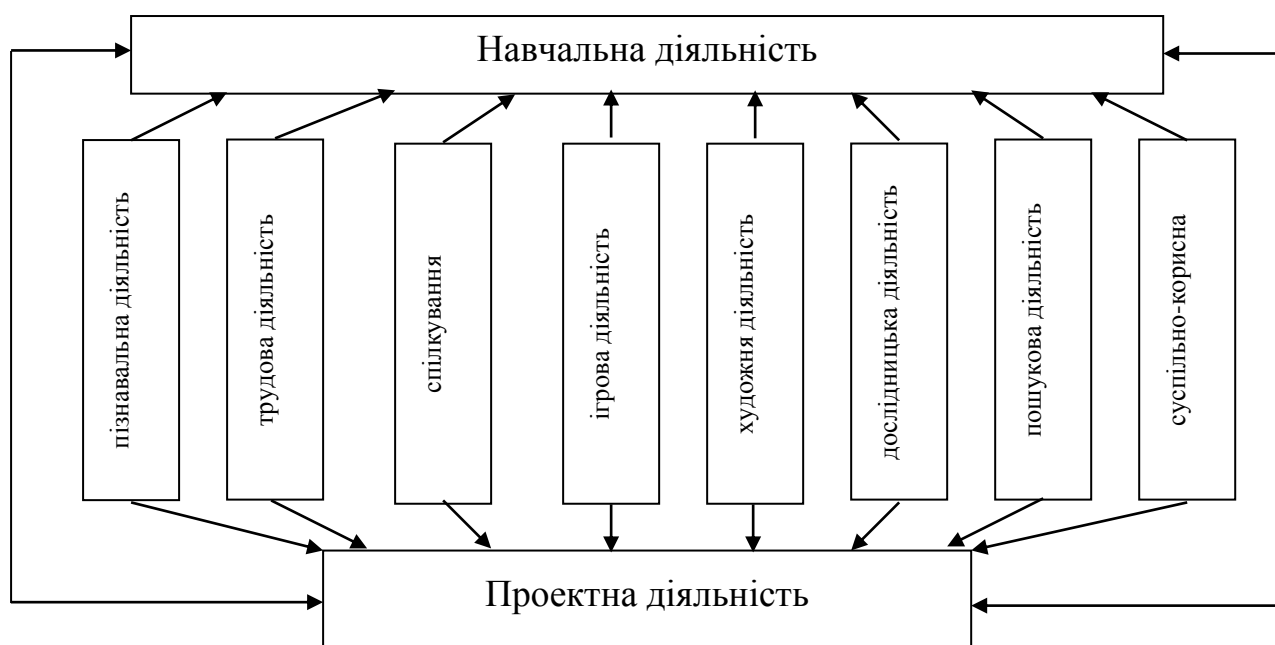 Навчальна діяльність
пізнавальна діяльність
трудова діяльність
спілкування
ігрова діяльність
художня діяльність
дослідницька діяльність
пошукова діяльність
суспільно-корисна
Проектна діяльність